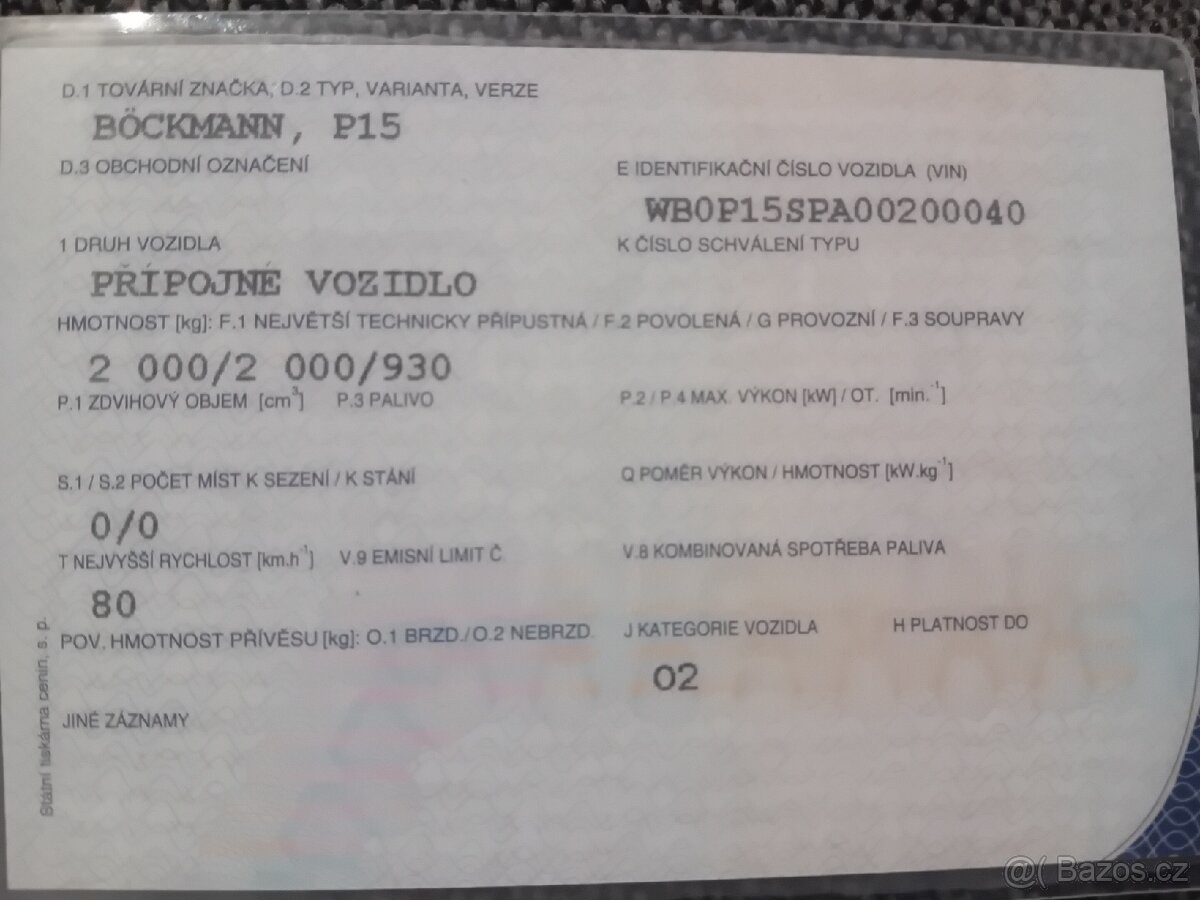 D.1 TOVÁRNÍ ZNAČKA, D.2 TYP, VARIANTA, VERZE
BÖCKMANN, P15
D.3 OBCHODNÍ OZNAČENÍ
E IDENTIFIKAČNÍ ČÍSLO VOZIDLA (VIN)
WB0P15SPA00200040
1 DRUH VOZIDLA
K ČÍSLO SCHVÁLENÍ TYPU
PŘÍPOJNÉ VOZIDLO
HMOTNOST [kg]: F.1 NEJVĚTŠÍ TECHNICKY PŘÍPUSTNÁ / F.2 POVOLENÁ / G PROVOZNÍ / F.3 SOUPRAVY
2 000/2 000/930
P.1 ZDVIHOVÝ OBJEM [cm³] P.3 PALIVO
P.2 / P.4 MAX. VÝKON [kW] / OT. [min.⁻¹]
S.1 / S.2 POČET MÍST K SEZENÍ / K STÁNÍ
Q POMĚR VÝKON / HMOTNOST [kW.kg⁻¹]
0/0
T NEJVYŠŠÍ RYCHLOST [km.h⁻¹] V.9 EMISNÍ LIMIT Č.
V.8 KOMBINOVANÁ SPOTŘEBA PALIVA
80
POV. HMOTNOST PŘÍVĚSU [kg]: O.1 BRZD./O.2 NEBRZD.
J KATEGORIE VOZIDLA H PLATNOST DO
O2
JINÉ ZÁZNAMY
Státní tiskárna cenin, s. p.
@( Bazos.cz